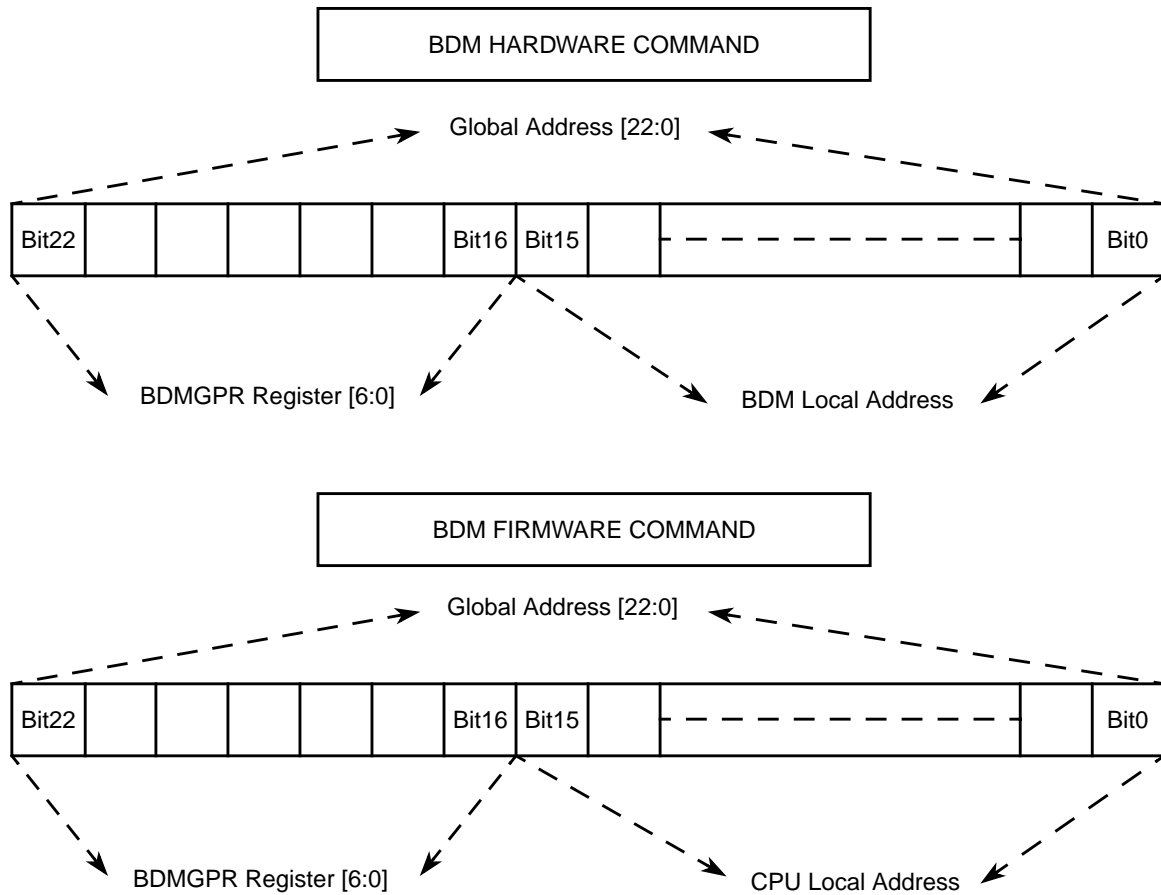 BDM HARDWARE COMMAND
Global Address [22:0]
Bit22 Bit16 Bit15 Bit0
BDMGPR Register [6:0] BDM Local Address
BDM FIRMWARE COMMAND
Global Address [22:0]
Bit22 Bit16 Bit15 Bit0
BDMGPR Register [6:0] CPU Local Address